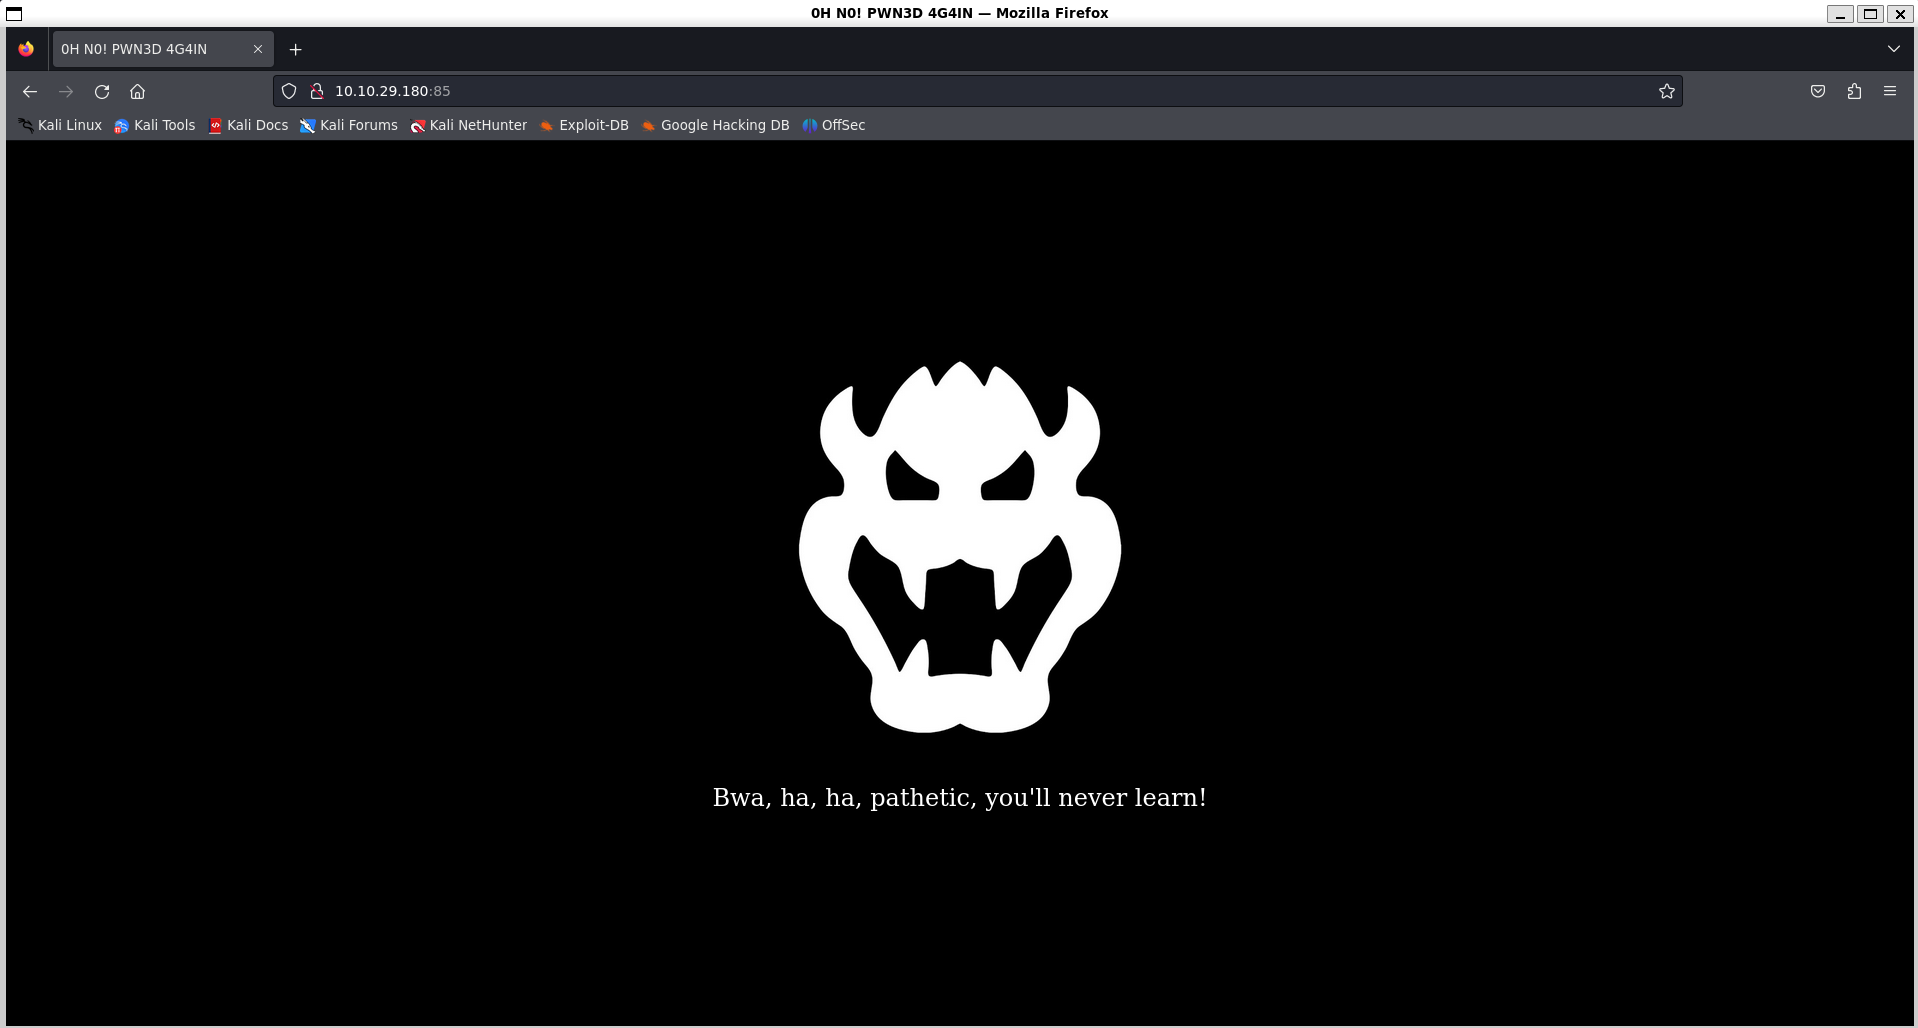 0H N0! PWN3D 4G4IN — Mozilla Firefox
0H N0! PWN3D 4G4IN
10.10.29.180:85
Kali Linux Kali Tools Kali Docs Kali Forums Kali NetHunter Exploit-DB Google Hacking DB OffSec
Bwa, ha, ha, pathetic, you'll never learn!